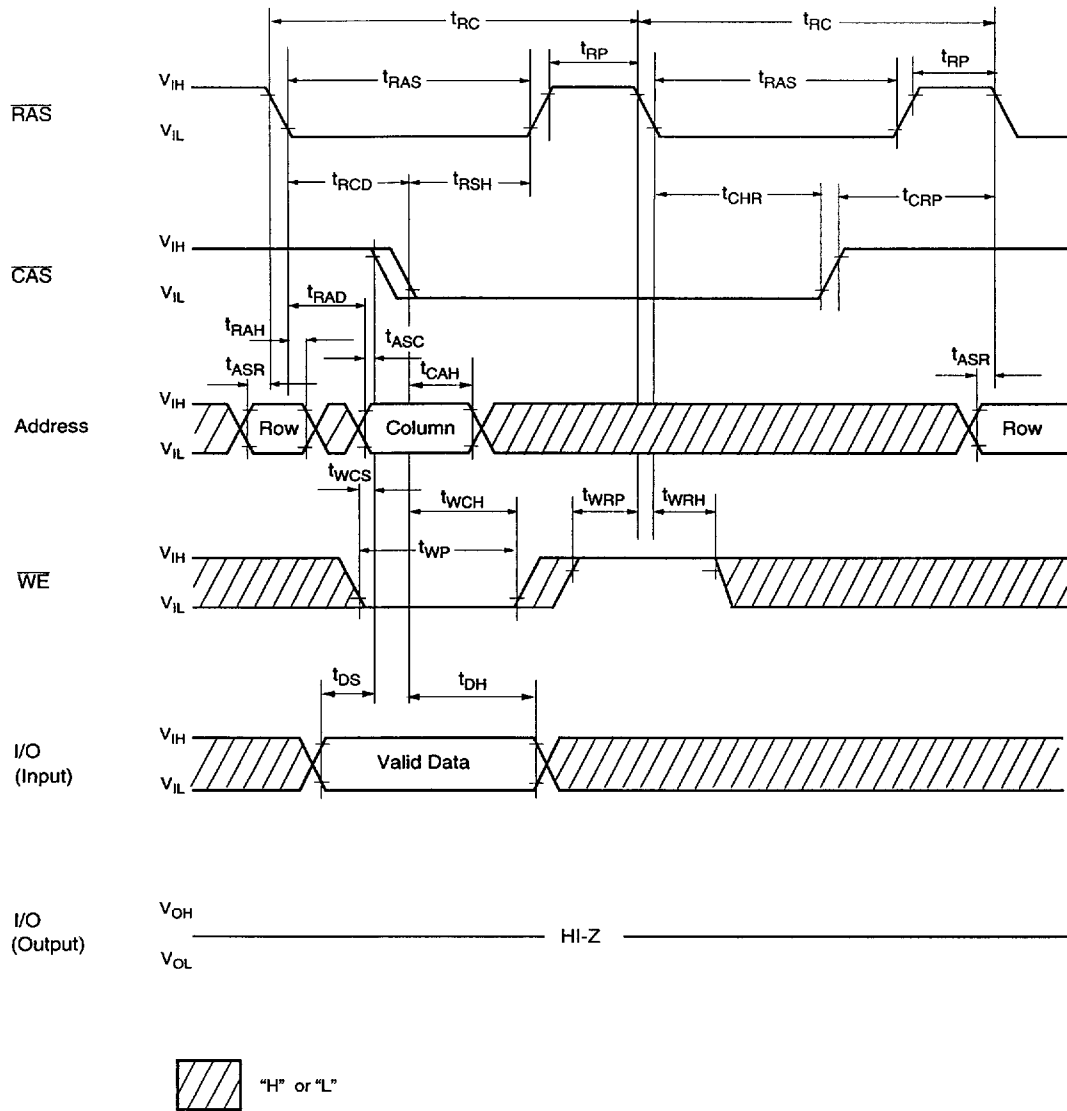 tRC tRC
tRP tRP
tRAS tRAS
VIH
RAS
VIL
tRCD tRSH tCHR tCRP
VIH
CAS
VIL
tRAD
tRAH tASC
tASR tCAH tASR
VIH
Address Row Column Row
VIL
tWCS tWCH tWRP tWRH
tWP
VIH
WE
VIL
tDS tDH
VIH
I/O
(Input) Valid Data
VIL
VOH
I/O
(Output) HI-Z
VOL
"H" or "L"